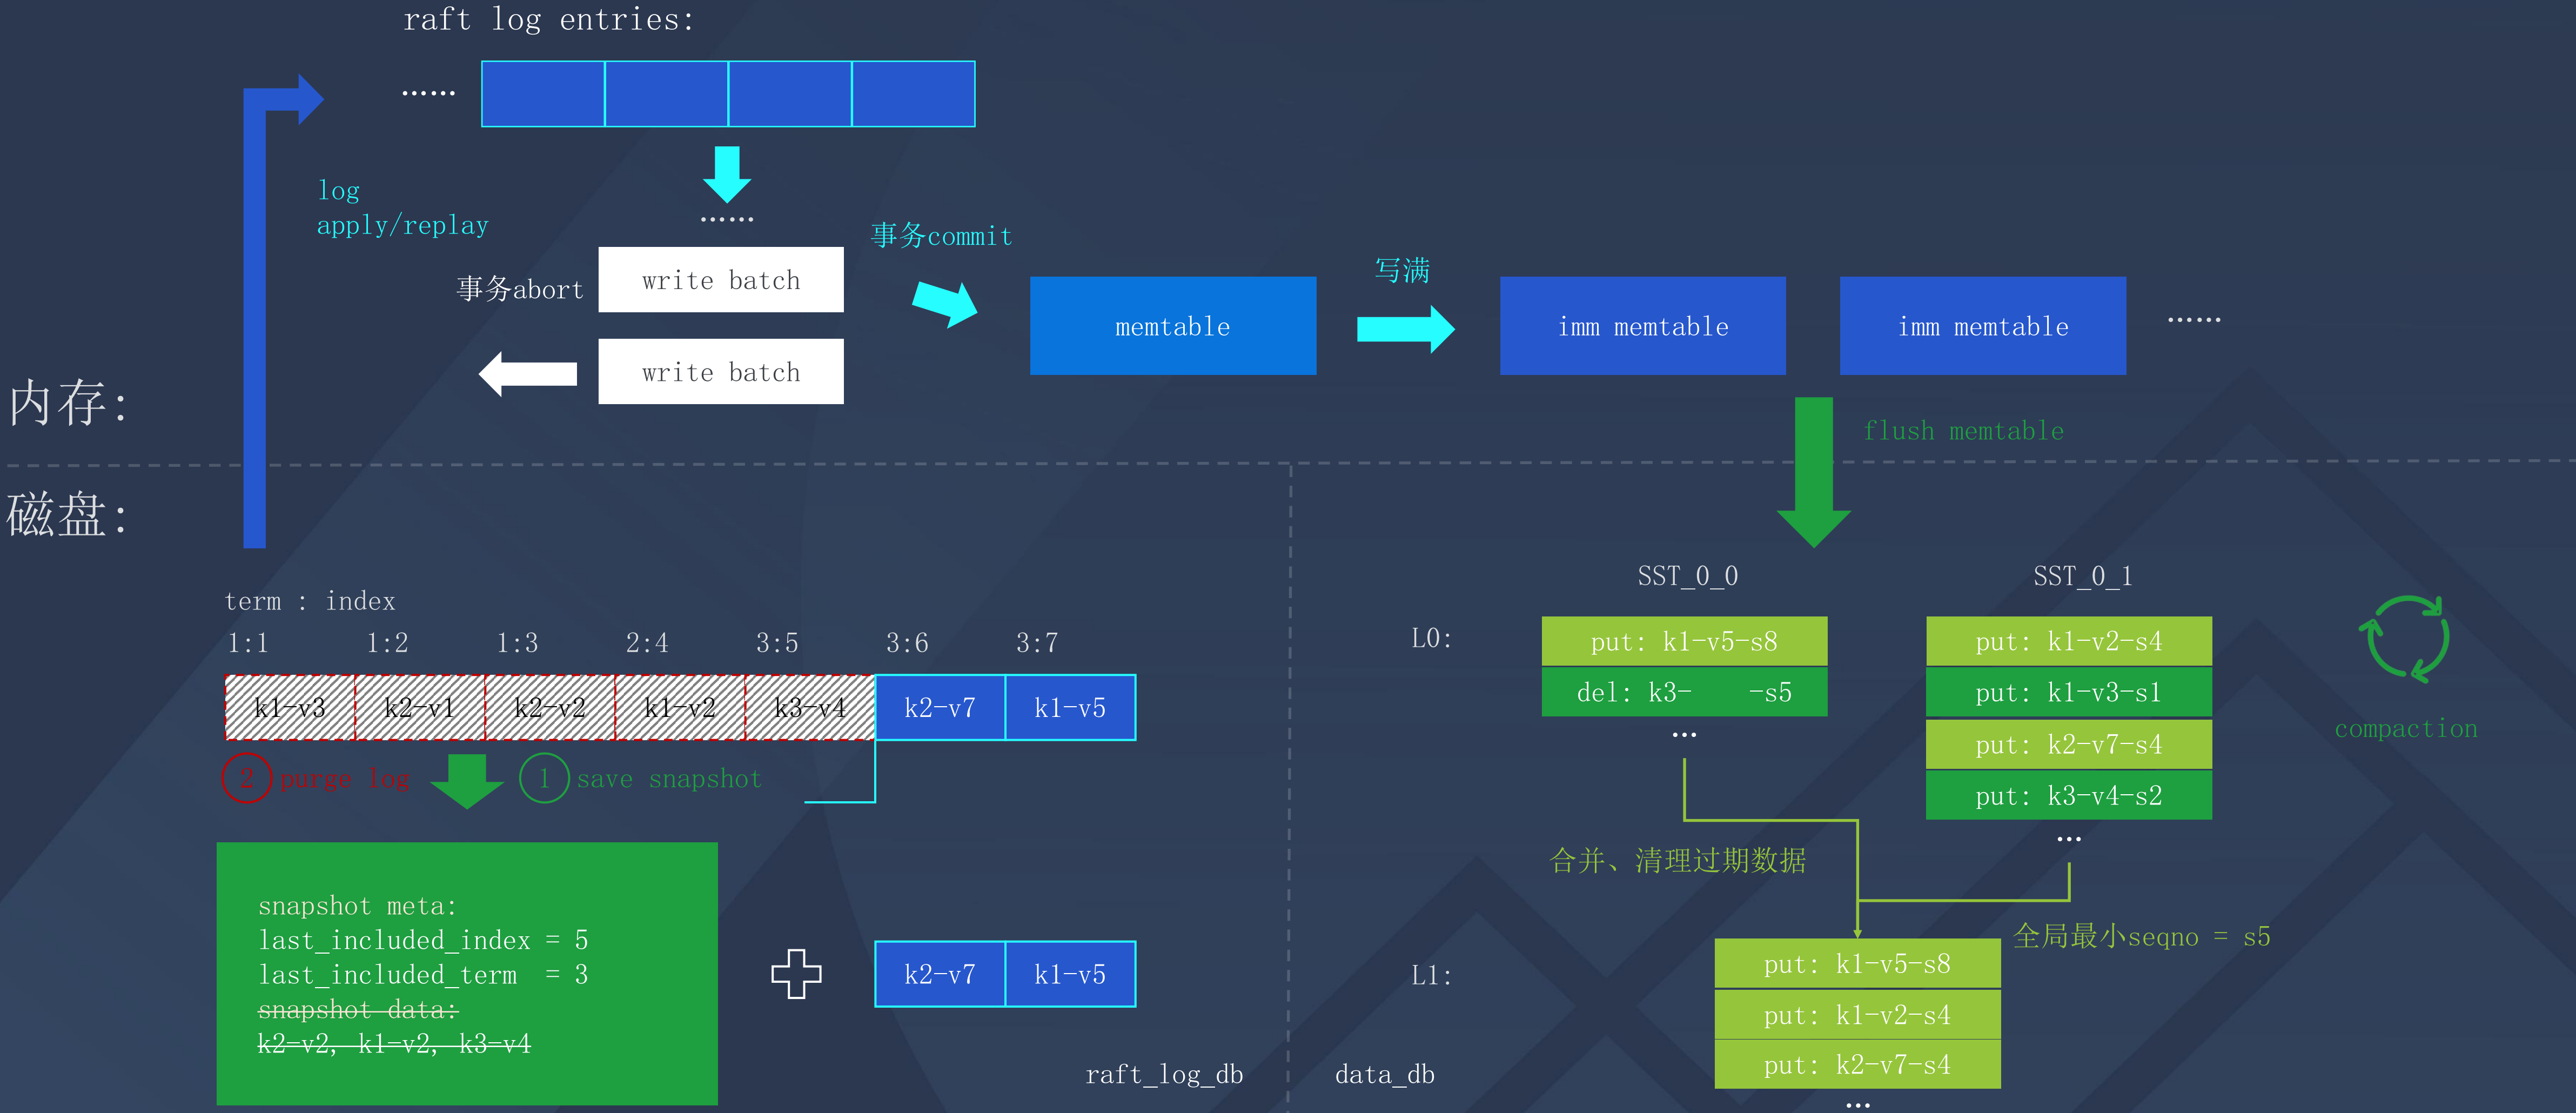 raft log entries:
……
log
apply/replay
……
事务commit
事务abort
write batch
write batch
memtable
写满
imm memtable
imm memtable
……
内存:
flush memtable
磁盘:
term : index
1:1
1:2
1:3
2:4
3:5
3:6
3:7
k1-v3
k2-v1
k2-v2
k1-v2
k3-v4
k2-v7
k1-v5
2 purge log
1 save snapshot
snapshot meta:
last_included_index = 5
last_included_term = 3
snapshot data:
k2-v2, k1-v2, k3-v4
k2-v7
k1-v5
raft_log_db
data_db
SST_0_0
SST_0_1
L0:
put: k1-v5-s8
del: k3- -s5
…
put: k1-v2-s4
put: k1-v3-s1
put: k2-v7-s4
put: k3-v4-s2
…
compaction
合并、清理过期数据
全局最小seqno = s5
L1:
put: k1-v5-s8
put: k1-v2-s4
put: k2-v7-s4
…